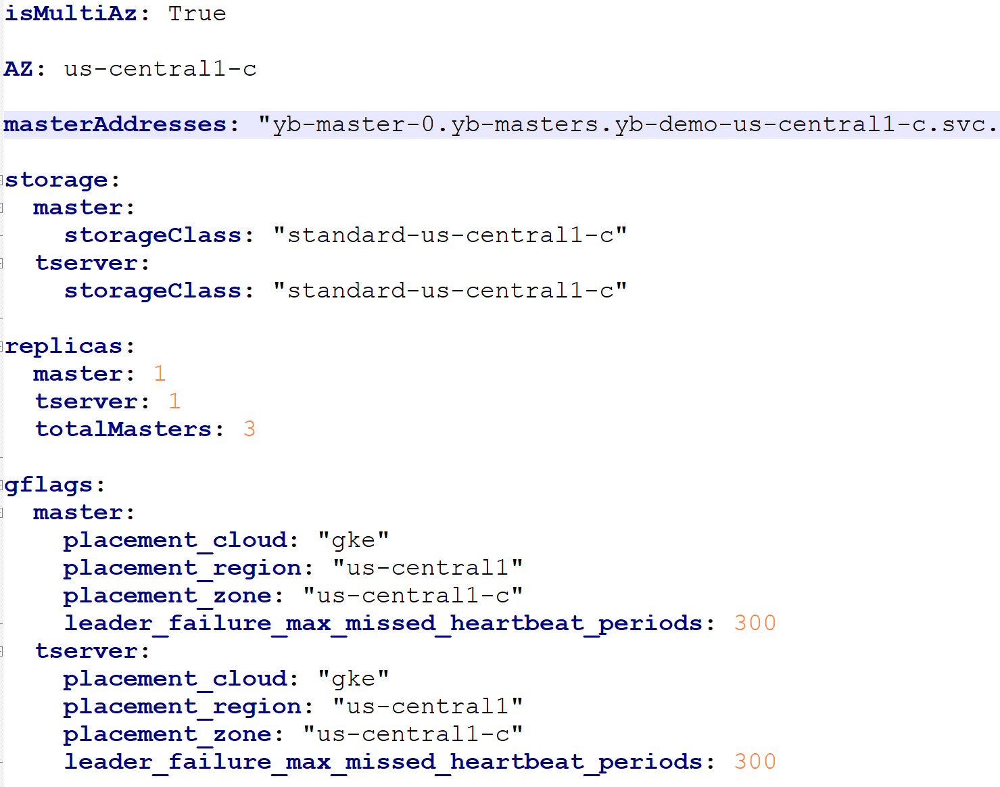 isMultiAz: True
AZ: us-central1-c
masterAddresses: "yb-master-0.yb-masters.yb-demo-us-central1-c.svc.
storage:
master:
storageClass: "standard-us-central1-c"
tserver:
storageClass: "standard-us-central1-c"
replicas:
master: 1
tserver: 1
totalMasters: 3
gflags:
master:
placement_cloud: "gke"
placement_region: "us-central1"
placement_zone: "us-central1-c"
leader_failure_max_missed_heartbeat_periods: 300
tserver:
placement_cloud: "gke"
placement_region: "us-central1"
placement_zone: "us-central1-c"
leader_failure_max_missed_heartbeat_periods: 300